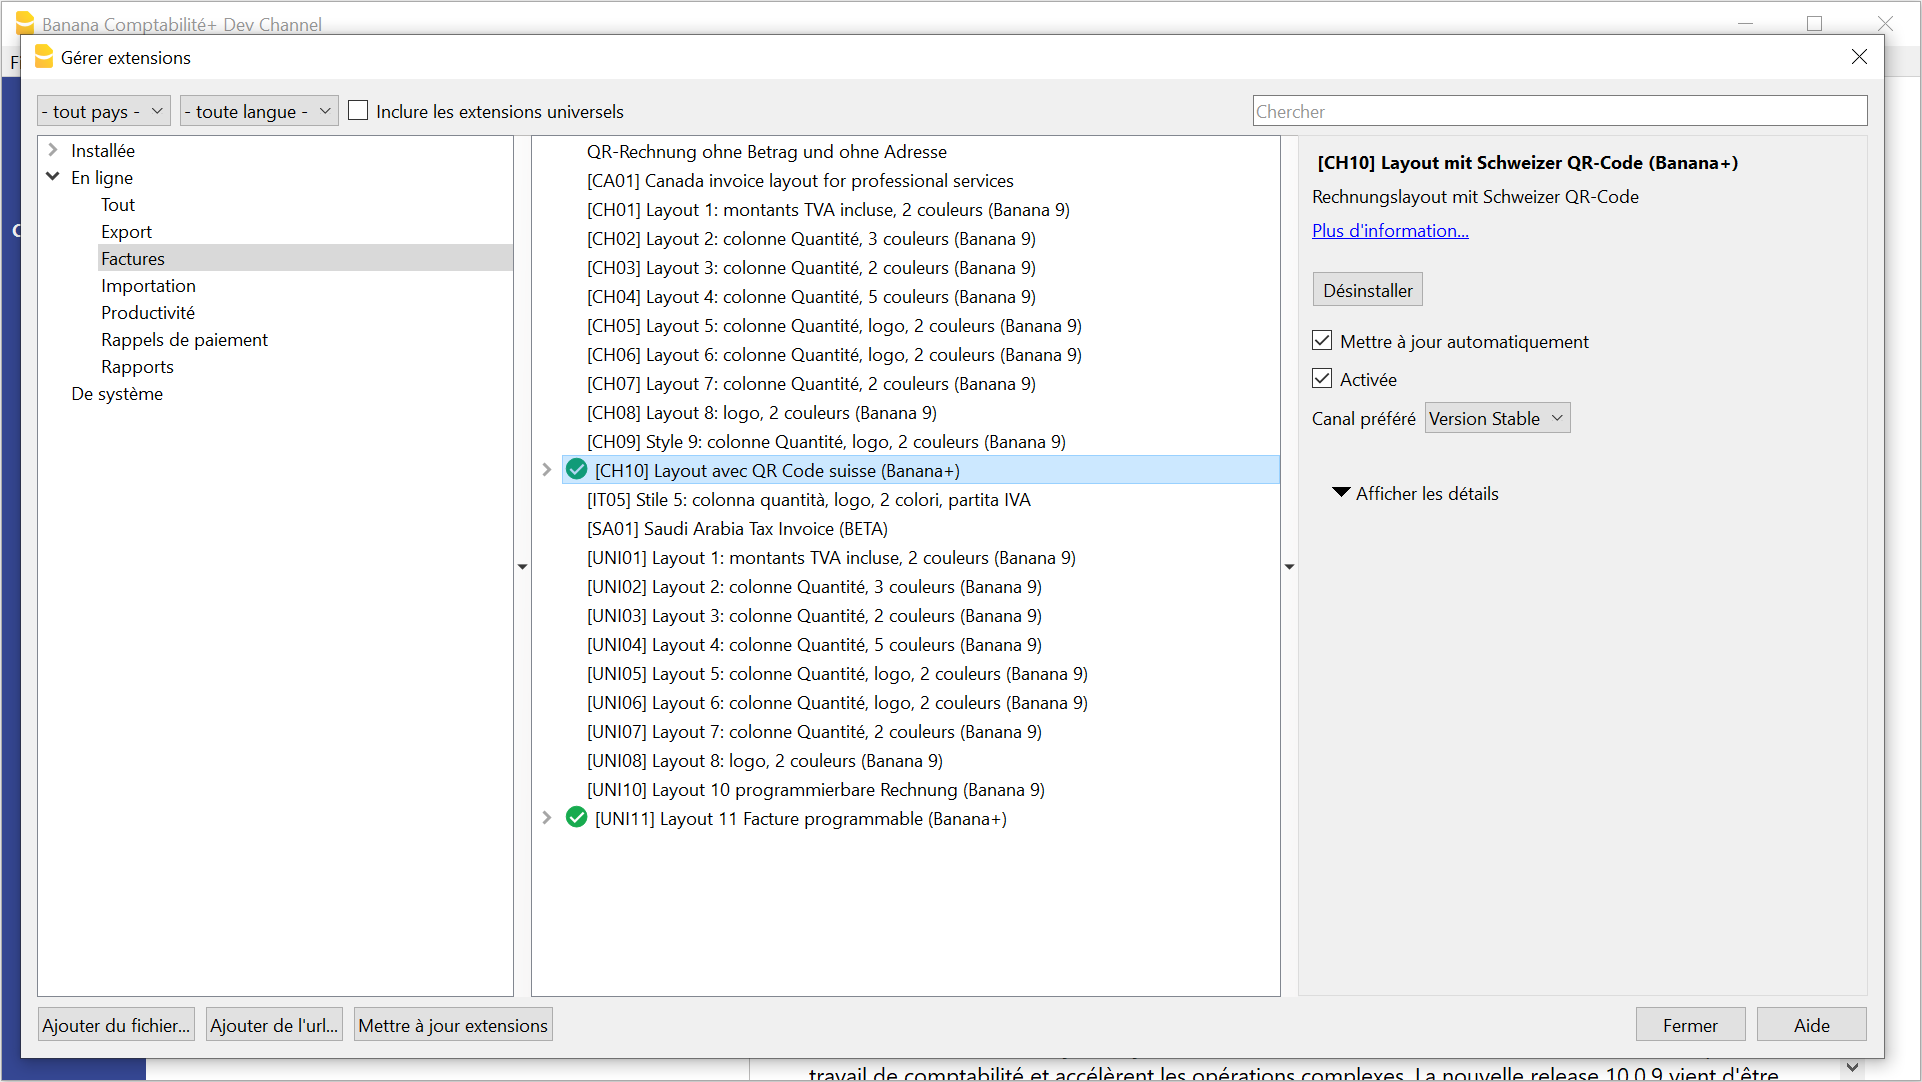 Banana Comptabilité+ Dev Channel
Gérer extensions
- tout pays -
- toute langue -
Inclure les extensions universels
Chercher
Installée
En ligne
Tout
Export
Factures
Importation
Productivité
Rappels de paiement
Rapports
De système
QR-Rechnung ohne Betrag und ohne Adresse
[CA01] Canada invoice layout for professional services
[CH01] Layout 1: montants TVA incluse, 2 couleurs (Banana 9)
[CH02] Layout 2: colonne Quantité, 3 couleurs (Banana 9)
[CH03] Layout 3: colonne Quantité, 2 couleurs (Banana 9)
[CH04] Layout 4: colonne Quantité, 5 couleurs (Banana 9)
[CH05] Layout 5: colonne Quantité, logo, 2 couleurs (Banana 9)
[CH06] Layout 6: colonne Quantité, logo, 2 couleurs (Banana 9)
[CH07] Layout 7: colonne Quantité, 2 couleurs (Banana 9)
[CH08] Layout 8: logo, 2 couleurs (Banana 9)
[CH09] Style 9: colonne Quantité, logo, 2 couleurs (Banana 9)
[CH10] Layout avec QR Code suisse (Banana+)
[IT05] Stile 5: colonna quantità, logo, 2 colori, partita IVA
[SA01] Saudi Arabia Tax Invoice (BETA)
[UNI01] Layout 1: montants TVA incluse, 2 couleurs (Banana 9)
[UNI02] Layout 2: colonne Quantité, 3 couleurs (Banana 9)
[UNI03] Layout 3: colonne Quantité, 2 couleurs (Banana 9)
[UNI04] Layout 4: colonne Quantité, 5 couleurs (Banana 9)
[UNI05] Layout 5: colonne Quantité, logo, 2 couleurs (Banana 9)
[UNI06] Layout 6: colonne Quantité, logo, 2 couleurs (Banana 9)
[UNI07] Layout 7: colonne Quantité, 2 couleurs (Banana 9)
[UNI08] Layout 8: logo, 2 couleurs (Banana 9)
[UNI10] Layout 10 programmierbare Rechnung (Banana 9)
[UNI11] Layout 11 Facture programmable (Banana+)
[CH10] Layout mit Schweizer QR-Code (Banana+)
Rechnungslayout mit Schweizer QR-Code
Plus d'information...
Désinstaller
Mettre à jour automatiquement
Activée
Canal préféré Version Stable
Afficher les détails
Ajouter du fichier...
Ajouter de l'url...
Mettre à jour extensions
Fermer
Aide
travail de comptabilité et accélèrent les opérations complexes. La nouvelle release 10.0.9 vient d'être